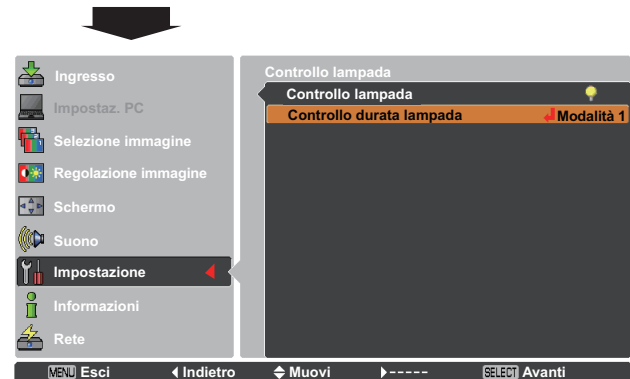 Ingresso
Impostaz. PC
Selezione immagine
Regolazione immagine
Schermo
Suono
Impostazione
Informazioni
Rete
Controllo lampada
Controllo lampada
Controllo durata lampada Modalità 1
MENU Esci Indietro Muovi ----- SELECT Avanti